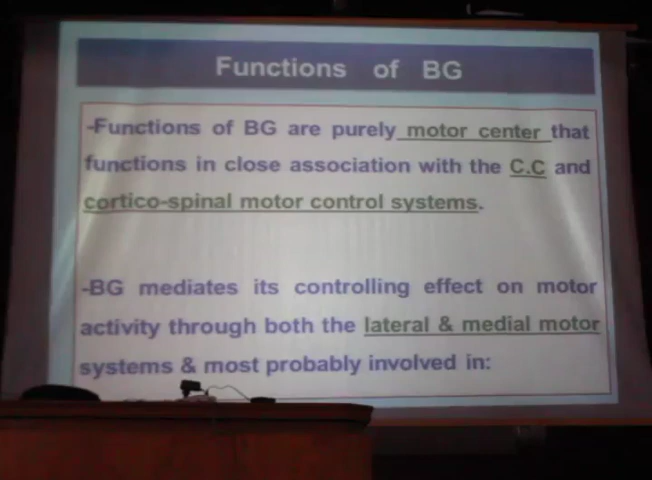 Functions of BG
-Functions of BG are purely motor center that
functions in close association with the C.C and
cortico-spinal motor control systems.
-BG mediates its controlling effect on motor
activity through both the lateral & medial motor
systems & most probably involved in: